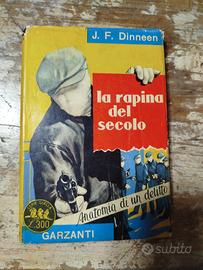 J. F. Dinneen
la rapina
del
secolo
Anatomia di un delitto
L.300
GARZANTI
subito